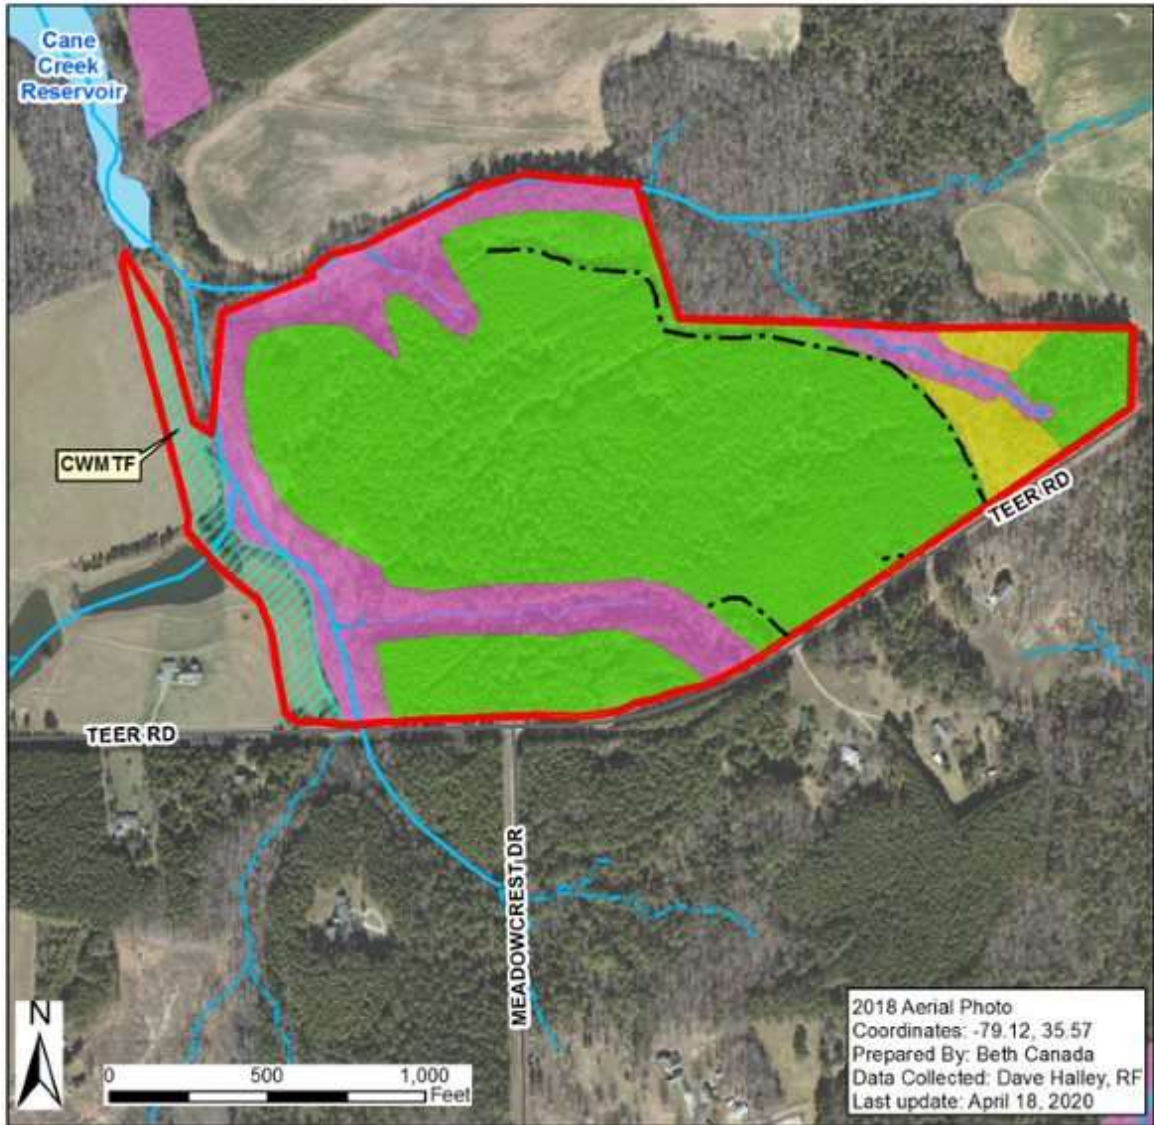 Cane
Creek
Reservoir
CWMTF
TEER RD
TEER RD
MEADOWCREST DR
N
0 500 1,000
Feet
2018 Aerial Photo
Coordinates: -79.12, 35.57
Prepared By: Beth Canada
Data Collected: Dave Halley, RF
Last update: April 18, 2020